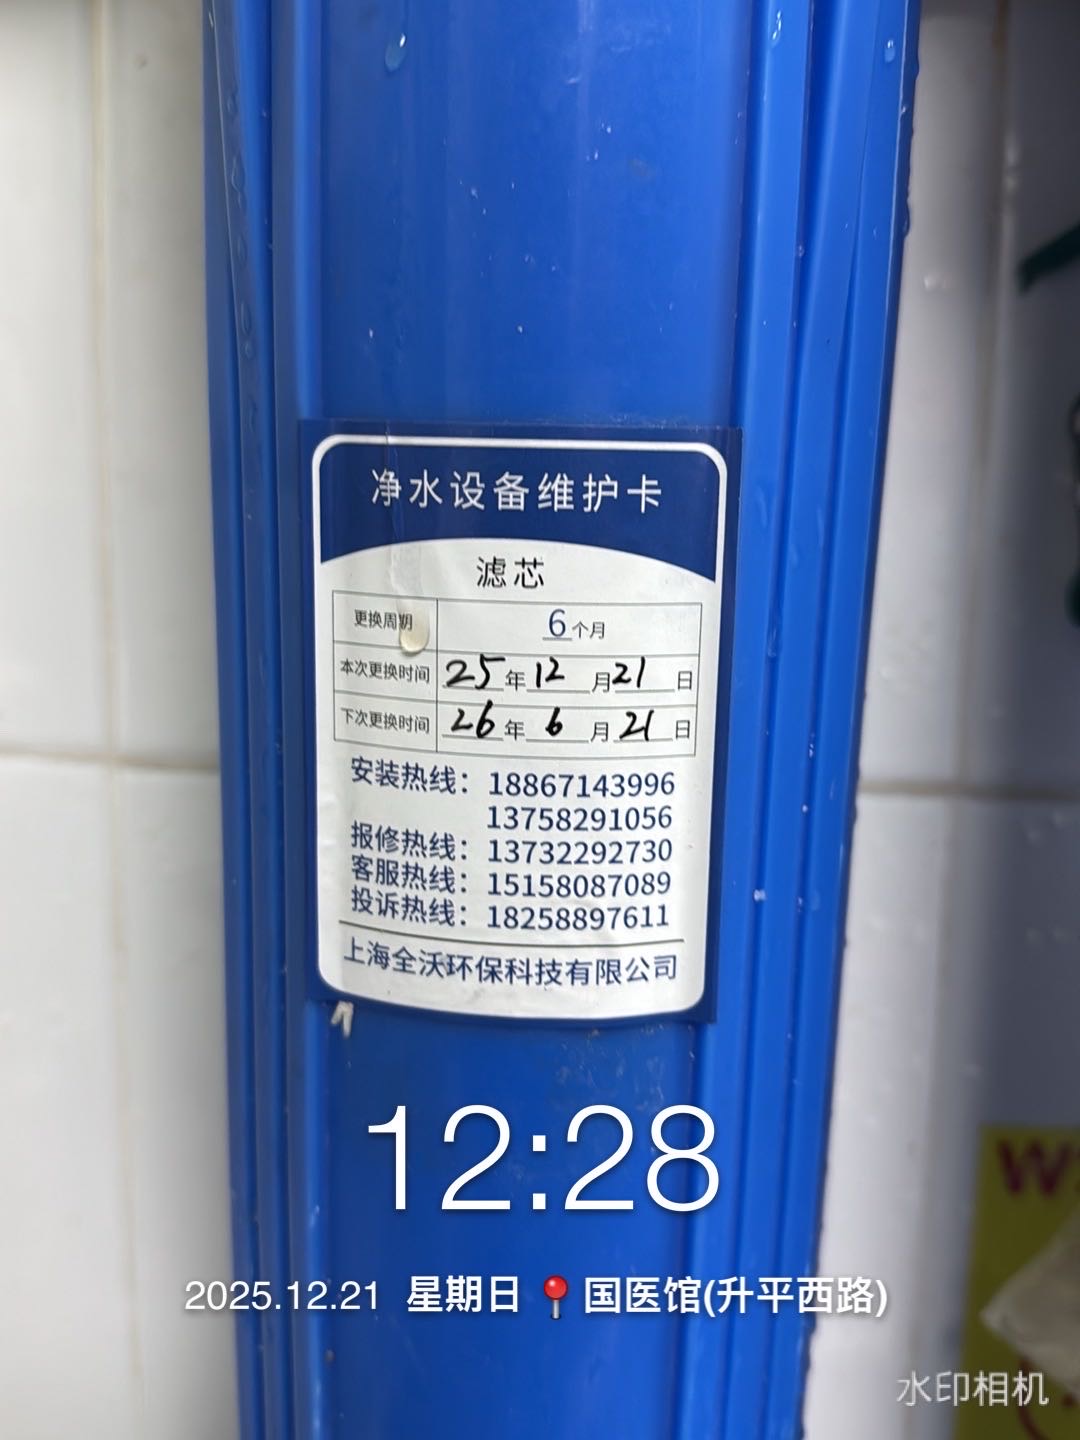 净水设备维护卡
滤芯
更换周期 6个月
本次更换时间 25年12月21日
下次更换时间 26年6月21日
安装热线：18867143996
13758291056
报修热线：13732292730
客服热线：15158087089
投诉热线：18258897611
上海全沃环保科技有限公司
12:28
2025.12.21 星期日 📍国医馆(升平西路)
水印相机